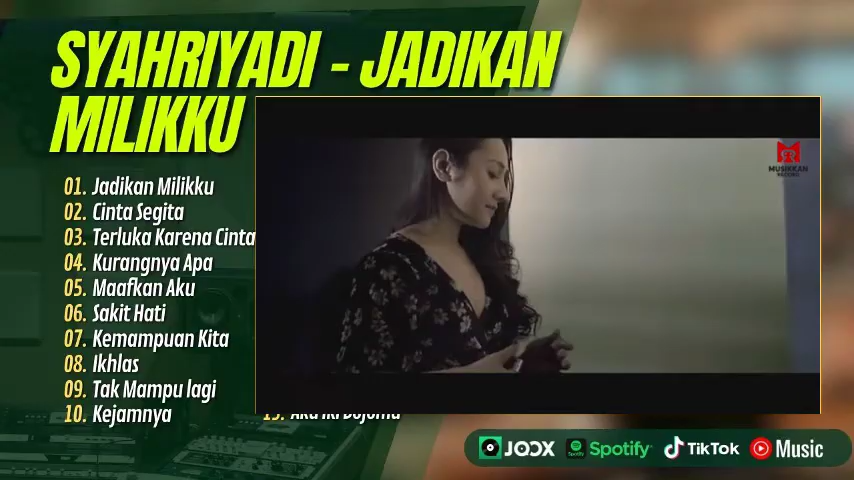 SYAHRIYADI - JADIKAN
MILIKKU
01. Jadikan Milikku
02. Cinta Segita
03. Terluka Karena Cinta
04. Kurangnya Apa
05. Maafkan Aku
06. Sakit Hati
07. Kemampuan Kita
08. Ikhlas
09. Tak Mampu lagi
10. Kejamnya
MUSIKKAN
RECORD
JOOX Spotify Spotify TikTok Music